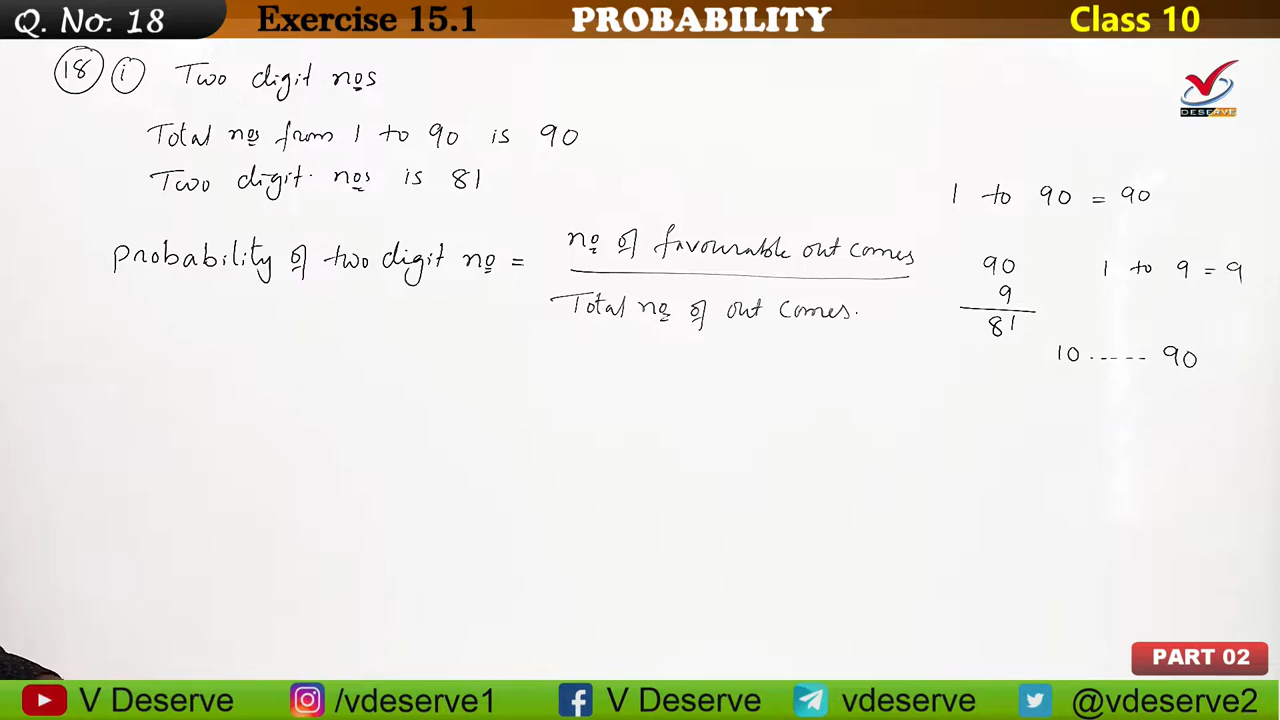 Q. No. 18 Exercise 15.1 PROBABILITY Class 10
18 i Two digit nos
DESERVE
Total nos from 1 to 90 is 90
Two digit nos is 81
1 to 90 = 90
Probability of two digit no = no of favourable out comes
Total no of out comes.
90 1 to 9 = 9
9
81
10 ----- 90
PART 02
V Deserve /vdeserve1 V Deserve vdeserve @vdeserve2